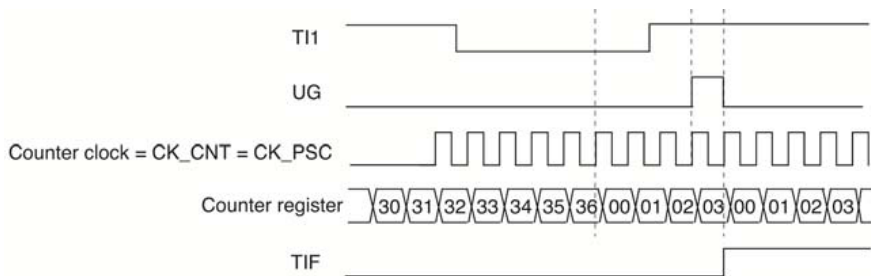 TI1
UG
Counter clock = CK_CNT = CK_PSC
Counter register 30 31 32 33 34 35 36 00 01 02 03 00 01 02 03
TIF